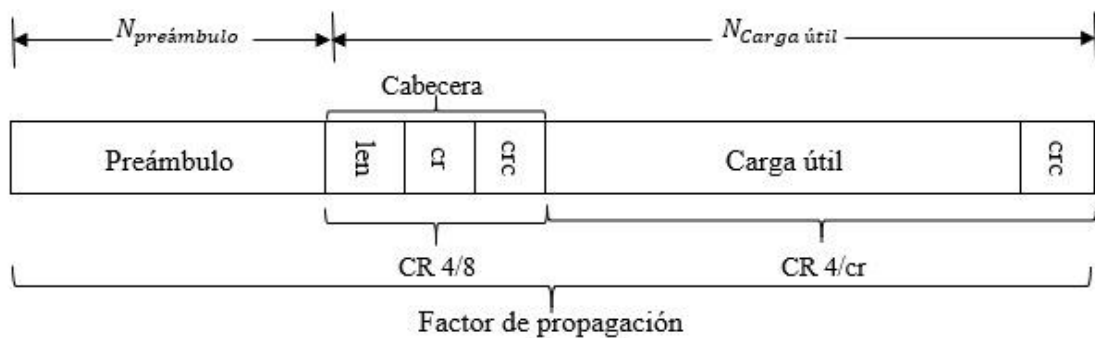 N_preámbulo N_Carga útil
Cabecera
Preámbulo len cr crc Carga útil crc
CR 4/8 CR 4/cr
Factor de propagación